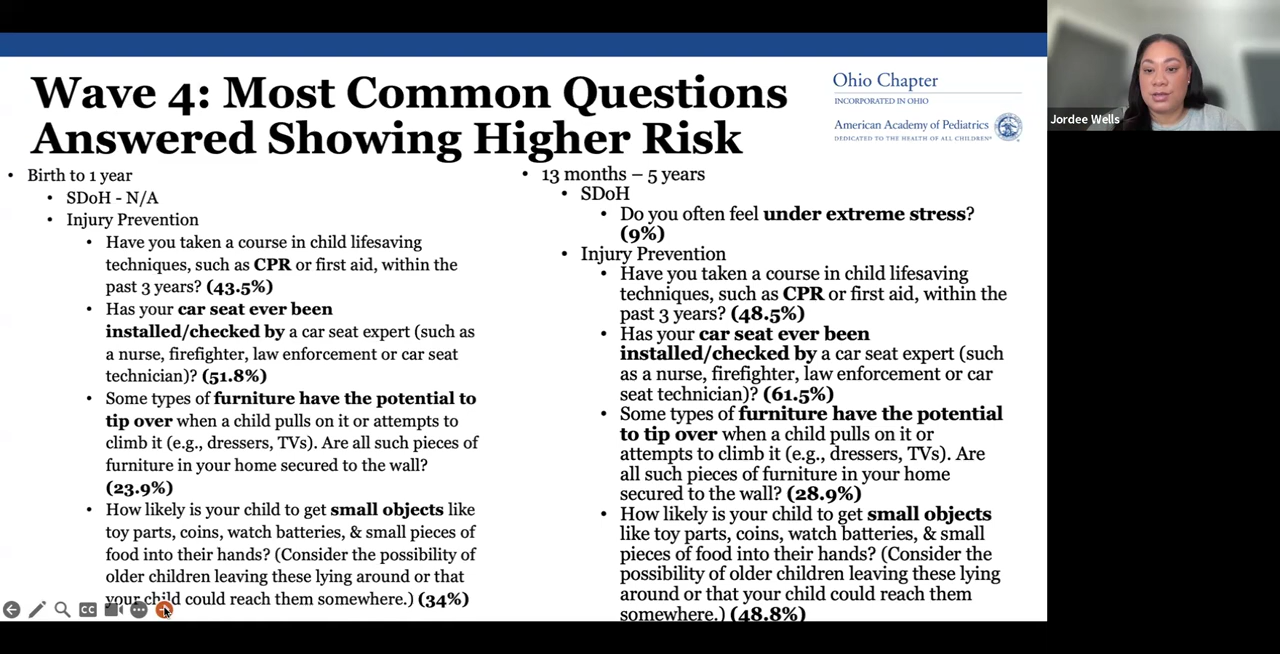 Wave 4: Most Common Questions
Answered Showing Higher Risk
Ohio Chapter
INCORPORATED IN OHIO
American Academy of Pediatrics
DEDICATED TO THE HEALTH OF ALL CHILDREN®
Jordee Wells
• Birth to 1 year
• SDoH - N/A
• Injury Prevention
• Have you taken a course in child lifesaving
techniques, such as CPR or first aid, within the
past 3 years? (43.5%)
• Has your car seat ever been
installed/checked by a car seat expert (such as
a nurse, firefighter, law enforcement or car seat
technician)? (51.8%)
• Some types of furniture have the potential to
tip over when a child pulls on it or attempts to
climb it (e.g., dressers, TVs). Are all such pieces of
furniture in your home secured to the wall?
(23.9%)
• How likely is your child to get small objects like
toy parts, coins, watch batteries, & small pieces of
food into their hands? (Consider the possibility of
older children leaving these lying around or that
your child could reach them somewhere.) (34%)
CC
• 13 months – 5 years
• SDoH
• Do you often feel under extreme stress?
(9%)
• Injury Prevention
• Have you taken a course in child lifesaving
techniques, such as CPR or first aid, within the
past 3 years? (48.5%)
• Has your car seat ever been
installed/checked by a car seat expert (such
as a nurse, firefighter, law enforcement or car
seat technician)? (61.5%)
• Some types of furniture have the potential
to tip over when a child pulls on it or
attempts to climb it (e.g., dressers, TVs). Are
all such pieces of furniture in your home
secured to the wall? (28.9%)
• How likely is your child to get small objects
like toy parts, coins, watch batteries, & small
pieces of food into their hands? (Consider the
possibility of older children leaving these lying
around or that your child could reach them
somewhere.) (48.8%)